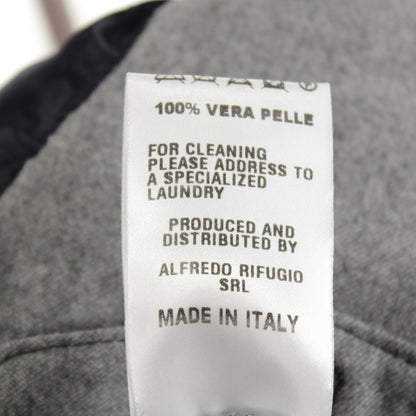 100% VERA PELLE
FOR CLEANING
PLEASE ADDRESS TO
A SPECIALIZED
LAUNDRY
PRODUCED AND
DISTRIBUTED BY
ALFREDO RIFUGIO
SRL
MADE IN ITALY